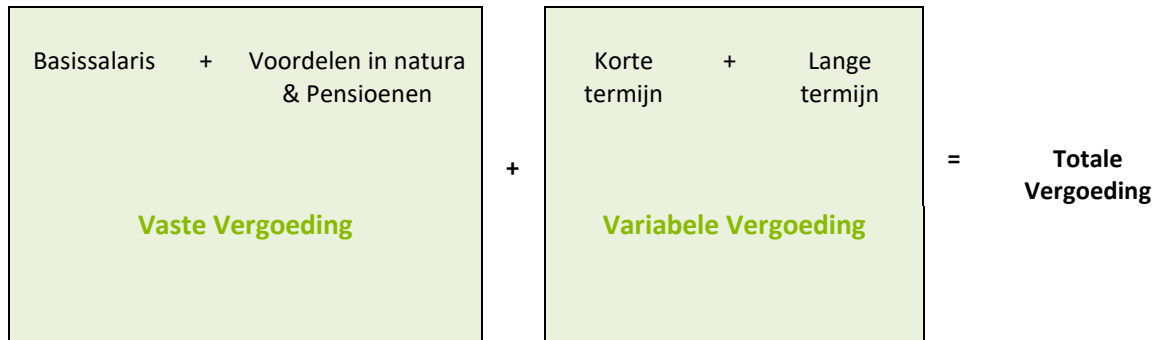 Basissalaris + Voordelen in natura
& Pensioenen
Vaste Vergoeding
+
Korte + Lange
termijn termijn
Variabele Vergoeding
= Totale
Vergoeding